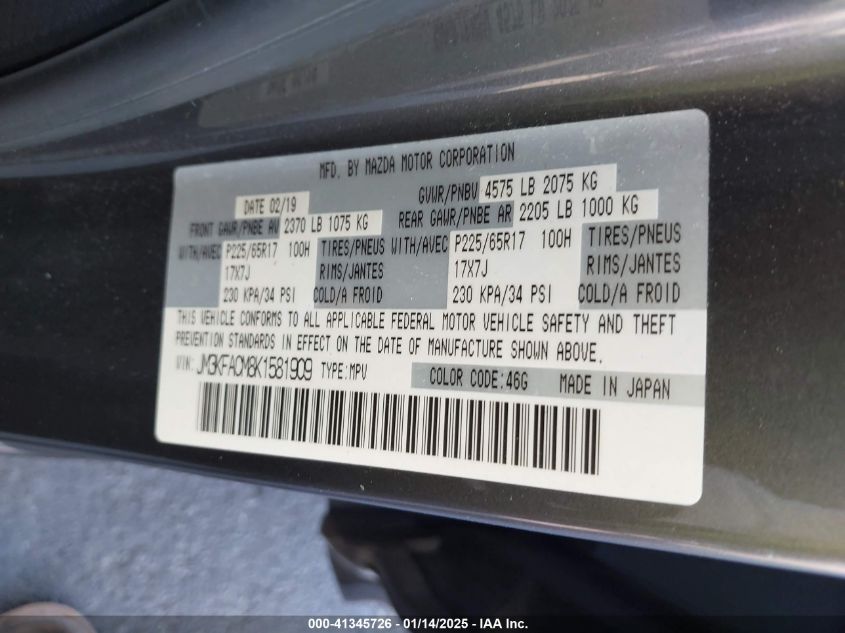 MFD. BY MAZDA MOTOR CORPORATION
DATE 02/19 GVWR/PNBV 4575 LB 2075 KG
FRONT GAWR/PNBE AV 2370 LB 1075 KG REAR GAWR/PNBE AR 2205 LB 1000 KG
WITH/AVEC P225/65R17 100H TIRES/PNEUS WITH/AVEC P225/65R17 100H TIRES/PNEUS
17X7J RIMS/JANTES 17X7J RIMS/JANTES
230 KPA/34 PSI COLD/A FROID 230 KPA/34 PSI COLD/A FROID
THIS VEHICLE CONFORMS TO ALL APPLICABLE FEDERAL MOTOR VEHICLE SAFETY AND THEFT
PREVENTION STANDARDS IN EFFECT ON THE DATE OF MANUFACTURE SHOWN ABOVE.
VIN: JM3KFACM8K1581909 TYPE:MPV COLOR CODE:46G MADE IN JAPAN
000-41345726 - 01/14/2025 - IAA Inc.